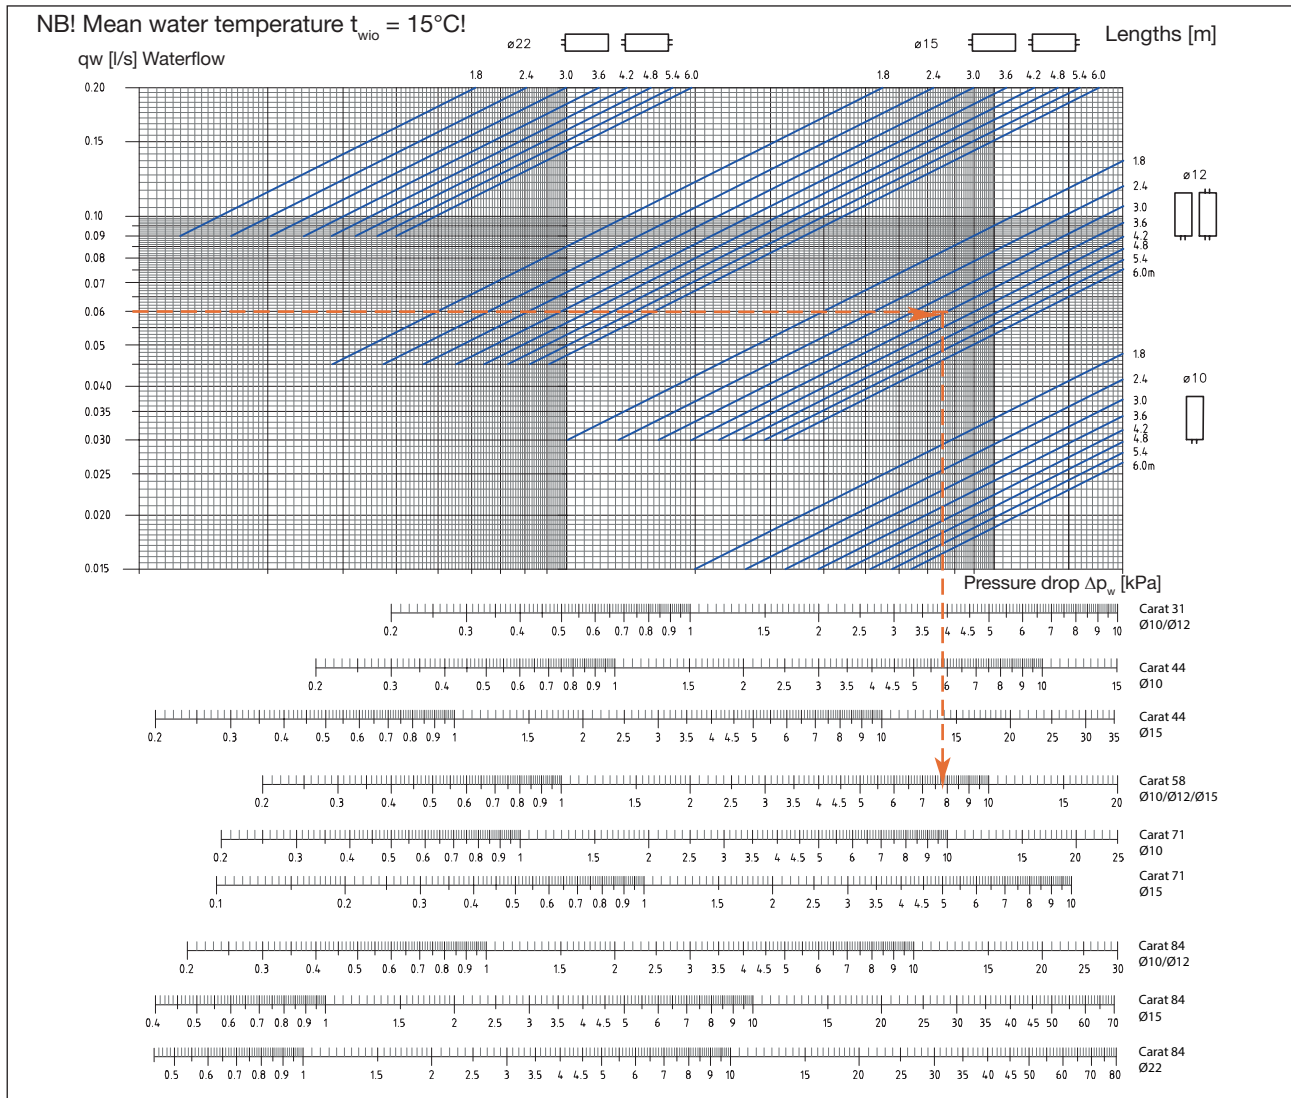 NB! Mean water temperature twio = 15°C!
qw [l/s] Waterflow
ø22
ø15
Lengths [m]
1.8 2.4 3.0 3.6 4.2 4.8 5.4 6.0 1.8 2.4 3.0 3.6 4.2 4.8 5.4 6.0
0.20
0.15
0.10
0.09
0.08
0.07
0.06
0.05
0.040
0.035
0.030
0.025
0.020
0.015
1.8
2.4
3.0
3.6
4.2
4.8
5.4
6.0m
ø12
1.8
2.4
3.0
3.6
4.2
4.8
5.4
6.0m
ø10
Pressure drop Δpw [kPa]
0.2 0.3 0.4 0.5 0.6 0.7 0.8 0.9 1 1.5 2 2.5 3 3.5 4 4.5 5 6 7 8 9 10
Carat 31
Ø10/Ø12
0.2 0.3 0.4 0.5 0.6 0.7 0.8 0.9 1 1.5 2 2.5 3 3.5 4 4.5 5 6 7 8 9 10 15
Carat 44
Ø10
0.2 0.3 0.4 0.5 0.6 0.7 0.8 0.9 1 1.5 2 2.5 3 3.5 4 4.5 5 6 7 8 9 10 15 20 25 30 35
Carat 44
Ø15
0.2 0.3 0.4 0.5 0.6 0.7 0.8 0.9 1 1.5 2 2.5 3 3.5 4 4.5 5 6 7 8 9 10 15 20
Carat 58
Ø10/Ø12/Ø15
0.2 0.3 0.4 0.5 0.6 0.7 0.8 0.9 1 1.5 2 2.5 3 3.5 4 4.5 5 6 7 8 9 10 15 20 25
Carat 71
Ø10
0.1 0.2 0.3 0.4 0.5 0.6 0.7 0.8 0.9 1 1.5 2 2.5 3 3.5 4 4.5 5 6 7 8 9 10
Carat 71
Ø15
0.2 0.3 0.4 0.5 0.6 0.7 0.8 0.9 1 1.5 2 2.5 3 3.5 4 4.5 5 6 7 8 9 10 15 20 25 30
Carat 84
Ø10/Ø12
0.4 0.5 0.6 0.7 0.8 0.9 1 1.5 2 2.5 3 3.5 4 4.5 5 6 7 8 9 10 15 20 25 30 35 40 45 50 60 70
Carat 84
Ø15
0.5 0.6 0.7 0.8 0.9 1 1.5 2 2.5 3 3.5 4 4.5 5 6 7 8 9 10 15 20 25 30 35 40 45 50 60 70 80
Carat 84
Ø22